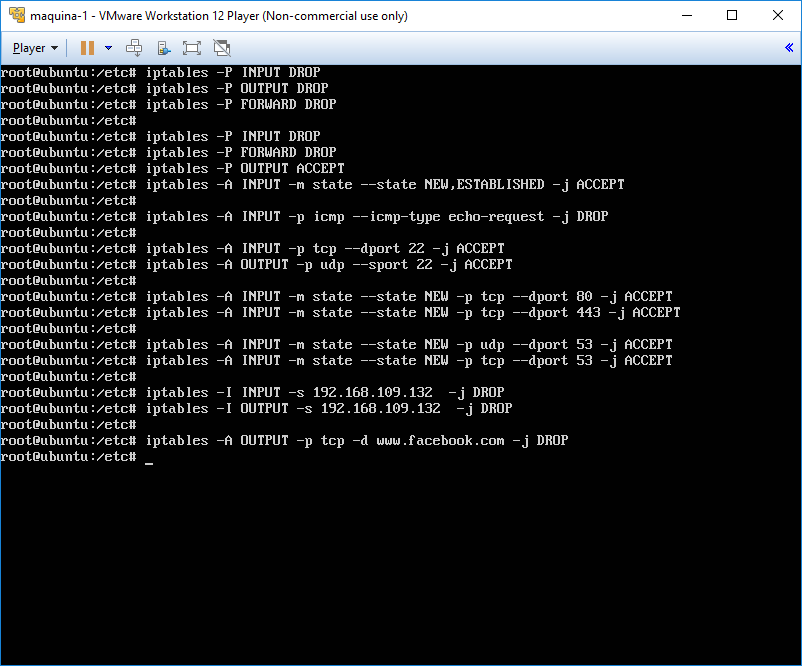 maquina-1 - VMware Workstation 12 Player (Non-commercial use only)
Player
root@ubuntu:/etc# iptables -P INPUT DROP
root@ubuntu:/etc# iptables -P OUTPUT DROP
root@ubuntu:/etc# iptables -P FORWARD DROP
root@ubuntu:/etc#
root@ubuntu:/etc# iptables -P INPUT DROP
root@ubuntu:/etc# iptables -P FORWARD DROP
root@ubuntu:/etc# iptables -P OUTPUT ACCEPT
root@ubuntu:/etc# iptables -A INPUT -m state --state NEW,ESTABLISHED -j ACCEPT
root@ubuntu:/etc#
root@ubuntu:/etc# iptables -A INPUT -p icmp --icmp-type echo-request -j DROP
root@ubuntu:/etc#
root@ubuntu:/etc# iptables -A INPUT -p tcp --dport 22 -j ACCEPT
root@ubuntu:/etc# iptables -A OUTPUT -p udp --sport 22 -j ACCEPT
root@ubuntu:/etc#
root@ubuntu:/etc# iptables -A INPUT -m state --state NEW -p tcp --dport 80 -j ACCEPT
root@ubuntu:/etc# iptables -A INPUT -m state --state NEW -p tcp --dport 443 -j ACCEPT
root@ubuntu:/etc#
root@ubuntu:/etc# iptables -A INPUT -m state --state NEW -p udp --dport 53 -j ACCEPT
root@ubuntu:/etc# iptables -A INPUT -m state --state NEW -p tcp --dport 53 -j ACCEPT
root@ubuntu:/etc#
root@ubuntu:/etc# iptables -I INPUT -s 192.168.109.132  -j DROP
root@ubuntu:/etc# iptables -I OUTPUT -s 192.168.109.132  -j DROP
root@ubuntu:/etc#
root@ubuntu:/etc# iptables -A OUTPUT -p tcp -d www.facebook.com -j DROP
root@ubuntu:/etc# _